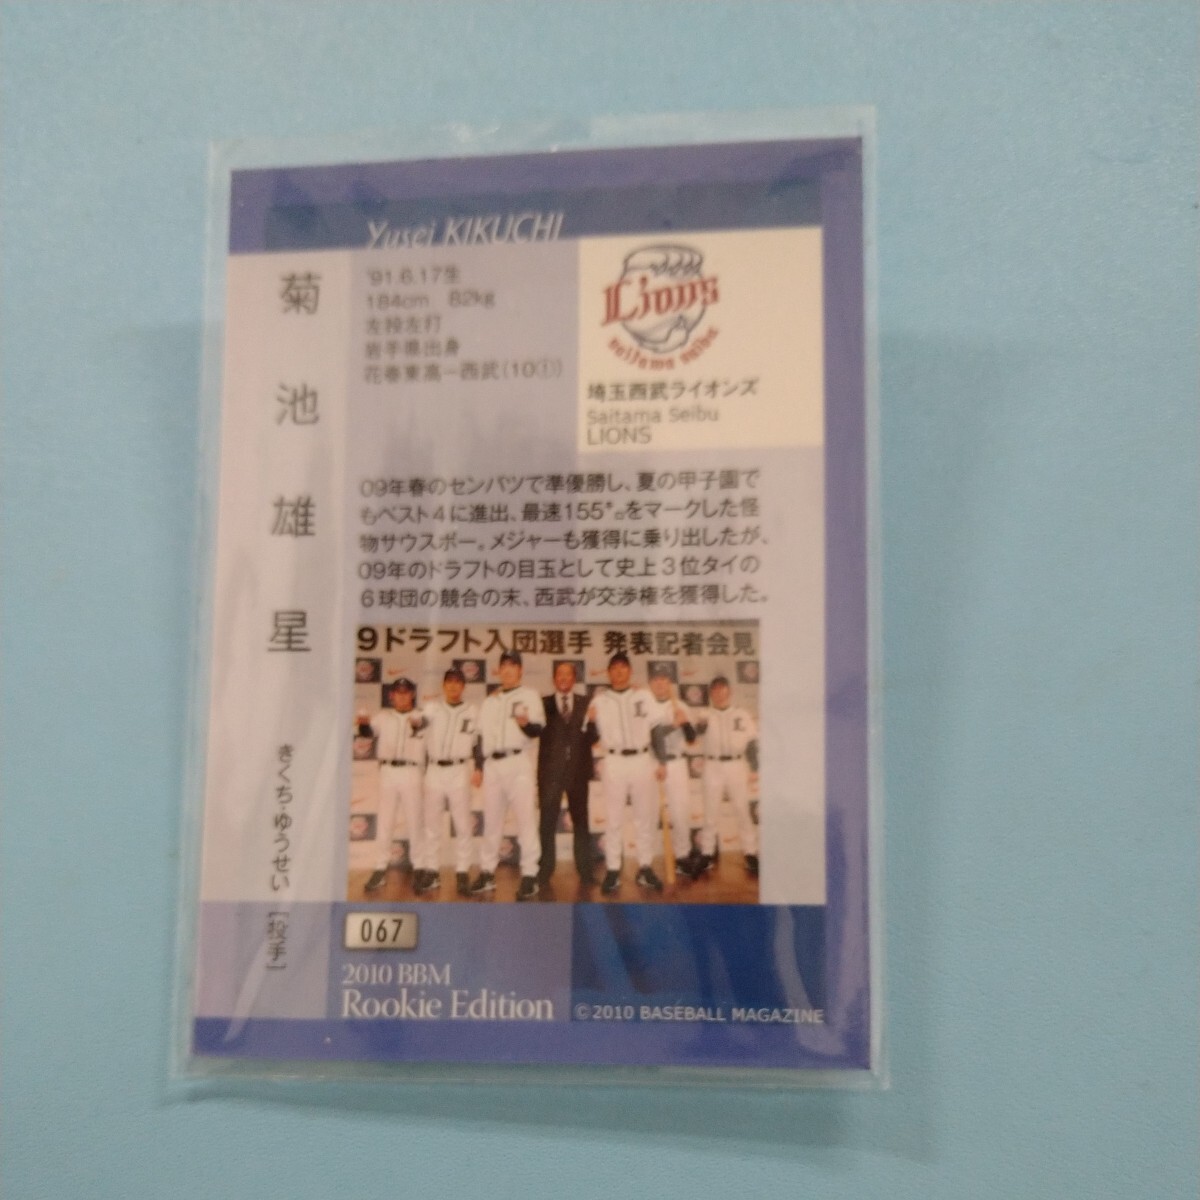 Yusei KIKUCHI
菊池雄星
きくち・ゆうせい [投手]
'91.6.17生
184cm 82kg
左投左打
岩手県出身
花巻東高－西武(10①)
Lions
saitama seibu
埼玉西武ライオンズ
Saitama Seibu
LIONS
09年春のセンバツで準優勝し、夏の甲子園で
もベスト4に進出、最速155㌔をマークした怪
物サウスポー。メジャーも獲得に乗り出したが、
09年のドラフトの目玉として史上3位タイの
6球団の競合の末、西武が交渉権を獲得した。
9ドラフト入団選手 発表記者会見
067
2010 BBM
Rookie Edition
©2010 BASEBALL MAGAZINE